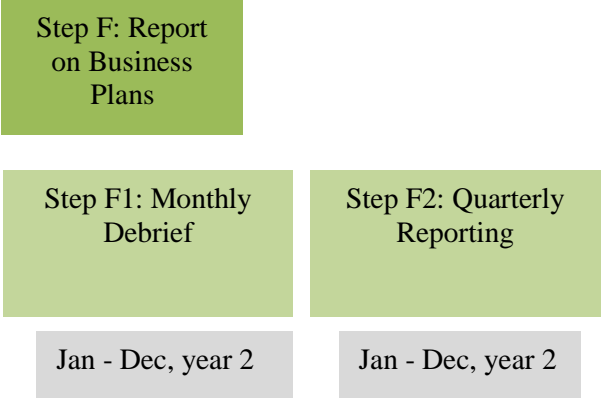 Step F: Report
on Business
Plans
Step F1: Monthly
Debrief
Step F2: Quarterly
Reporting
Jan - Dec, year 2
Jan - Dec, year 2